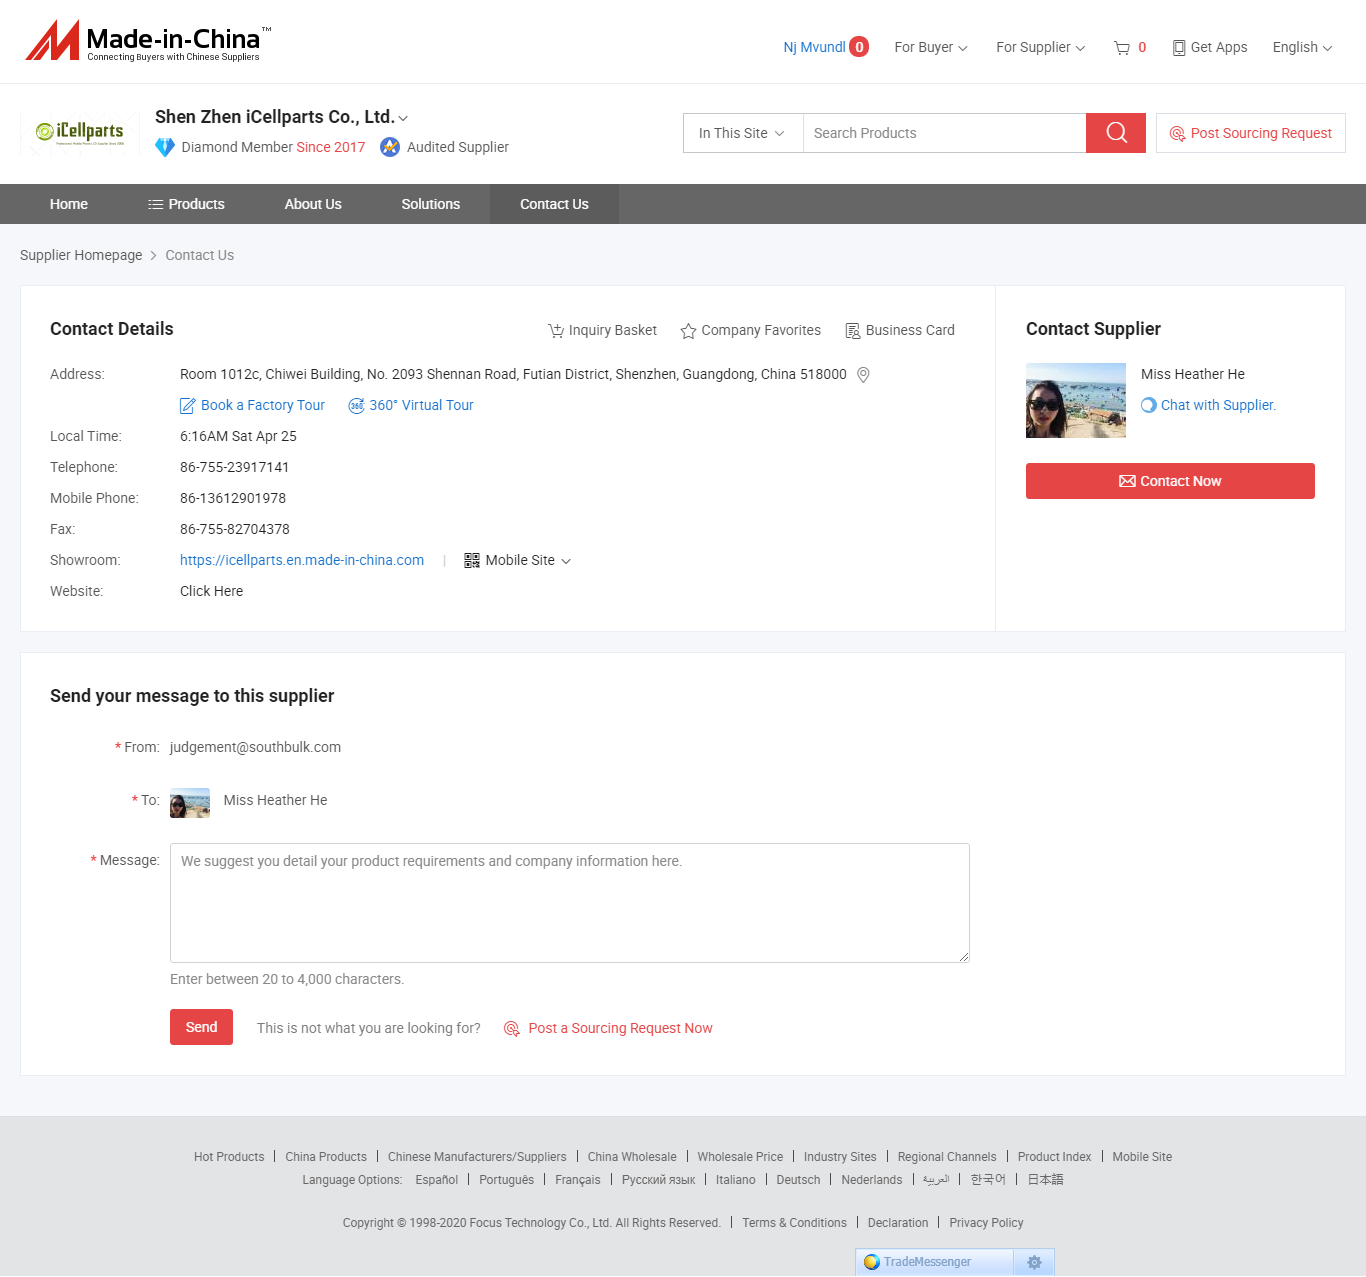 Made-in-China™
Connecting Buyers with Chinese Suppliers
Nj Mvundl 0 For Buyer For Supplier 0 Get Apps English
iCellparts
Shen Zhen iCellparts Co., Ltd.
Diamond Member Since 2017 Audited Supplier
In This Site Search Products Post Sourcing Request
Home Products About Us Solutions Contact Us
Supplier Homepage Contact Us
Contact Details Inquiry Basket Company Favorites Business Card
Address: Room 1012c, Chiwei Building, No. 2093 Shennan Road, Futian District, Shenzhen, Guangdong, China 518000
Book a Factory Tour 360° Virtual Tour
Local Time: 6:16AM Sat Apr 25
Telephone: 86-755-23917141
Mobile Phone: 86-13612901978
Fax: 86-755-82704378
Showroom: https://icellparts.en.made-in-china.com | Mobile Site
Website: Click Here
Contact Supplier
Miss Heather He
Chat with Supplier.
Contact Now
Send your message to this supplier
* From: judgement@southbulk.com
* To: Miss Heather He
* Message: We suggest you detail your product requirements and company information here.
Enter between 20 to 4,000 characters.
Send This is not what you are looking for? Post a Sourcing Request Now
Hot Products | China Products | Chinese Manufacturers/Suppliers | China Wholesale | Wholesale Price | Industry Sites | Regional Channels | Product Index | Mobile Site
Language Options: Español | Português | Français | Русский язык | Italiano | Deutsch | Nederlands | العربية | 한국어 | 日本語
Copyright © 1998-2020 Focus Technology Co., Ltd. All Rights Reserved. | Terms & Conditions | Declaration | Privacy Policy
TradeMessenger